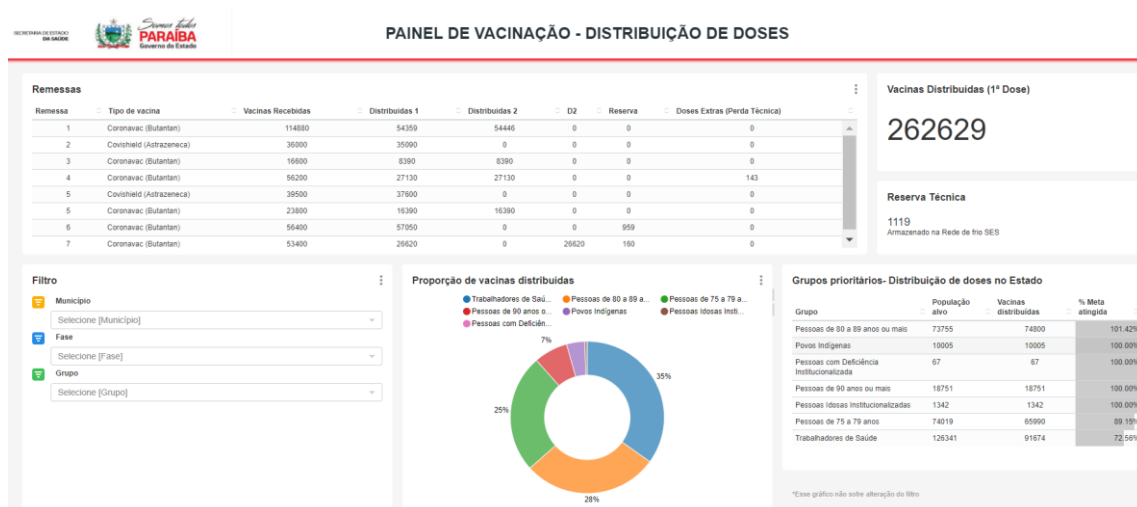 SECRETARIA DE ESTADO
DA SAÚDE
Somos todos
PARAÍBA
Governo do Estado
PAINEL DE VACINAÇÃO - DISTRIBUIÇÃO DE DOSES
Remessas
Remessa Tipo de vacina Vacinas Recebidas Distribuidas 1 Distribuidas 2 D2 Reserva Doses Extras (Perda Técnica)
1 Coronavac (Butantan) 114880 54359 54446 0 0 0
2 Covishield (Astrazeneca) 36000 35090 0 0 0 0
3 Coronavac (Butantan) 16600 8390 8390 0 0 0
4 Coronavac (Butantan) 56200 27130 27130 0 0 143
5 Covishield (Astrazeneca) 39500 37600 0 0 0 0
5 Coronavac (Butantan) 23800 16390 16390 0 0 0
6 Coronavac (Butantan) 56400 57050 0 0 959 0
7 Coronavac (Butantan) 53400 26620 0 26620 160 0
Vacinas Distribuídas (1ª Dose)
262629
Reserva Técnica
1119
Armazenado na Rede de frio SES
Filtro
Município
Selecione [Município]
Fase
Selecione [Fase]
Grupo
Selecione [Grupo]
Proporção de vacinas distribuídas
Trabalhadores de Saú... Pessoas de 80 a 89 a... Pessoas de 75 a 79 a...
Pessoas de 90 anos o... Povos Indígenas Pessoas Idosas Insti...
Pessoas com Deficiên...
7%
35%
25%
28%
Grupos prioritários- Distribuição de doses no Estado
Grupo População alvo Vacinas distribuídas % Meta atingida
Pessoas de 80 a 89 anos ou mais 73755 74800 101.42%
Povos Indígenas 10005 10005 100.00%
Pessoas com Deficiência Institucionalizada 67 67 100.00%
Pessoas de 90 anos ou mais 18751 18751 100.00%
Pessoas Idosas Institucionalizadas 1342 1342 100.00%
Pessoas de 75 a 79 anos 74019 65990 89.15%
Trabalhadores de Saúde 126341 91674 72.56%
*Esse gráfico não sofre alteração do filtro